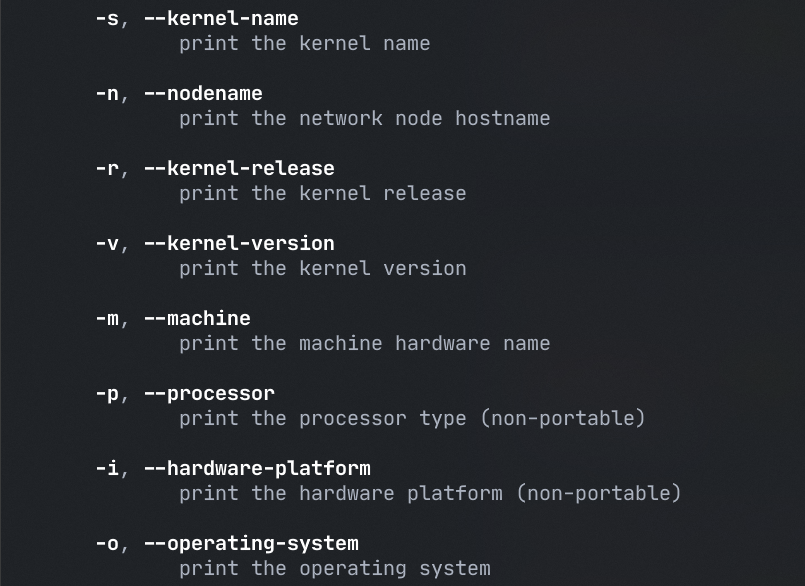 -s, --kernel-name
print the kernel name
-n, --nodename
print the network node hostname
-r, --kernel-release
print the kernel release
-v, --kernel-version
print the kernel version
-m, --machine
print the machine hardware name
-p, --processor
print the processor type (non-portable)
-i, --hardware-platform
print the hardware platform (non-portable)
-o, --operating-system
print the operating system